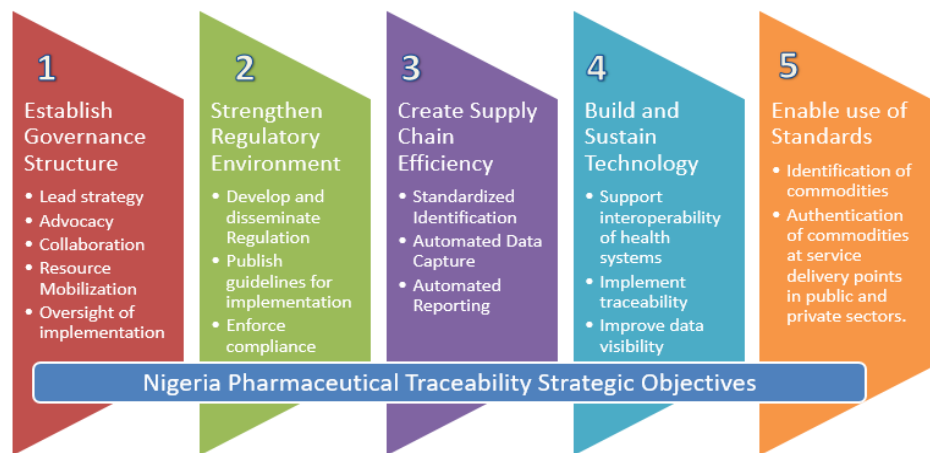 1
Establish
Governance
Structure
• Lead strategy
• Advocacy
• Collaboration
• Resource
Mobilization
• Oversight of
implementation
2
Strengthen
Regulatory
Environment
• Develop and
disseminate
Regulation
• Publish
guidelines for
implementation
• Enforce
compliance
3
Create Supply
Chain
Efficiency
• Standardized
Identification
• Automated Data
Capture
• Automated
Reporting
4
Build and
Sustain
Technology
• Support
interoperability
of health
systems
• Implement
traceability
• Improve data
visibility
5
Enable use of
Standards
• Identification of
commodities
• Authentication
of commodities
at service
delivery points
in public and
private sectors.
Nigeria Pharmaceutical Traceability Strategic Objectives